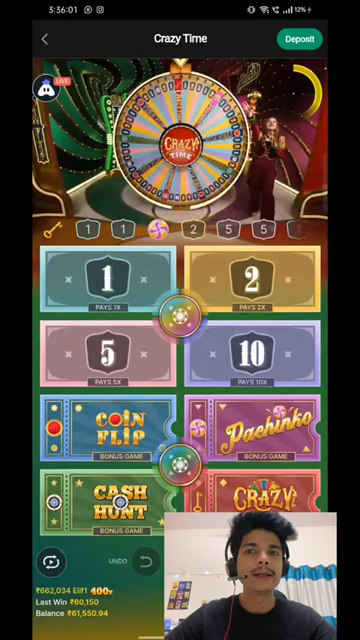 3:36:01
12%
Crazy Time
Deposit
LIVE
CRAZY
TIME
1 1 2 5 5 1
1
PAYS 1X
2
PAYS 2X
5
PAYS 5X
10
PAYS 10X
COIN
FLIP
BONUS GAME
Pachinko
BONUS GAME
CASH
HUNT
BONUS GAME
CRAZY
UNDO
₹662,034 Elif1 400x
Last Win ₹60,150
Balance ₹61,550.94